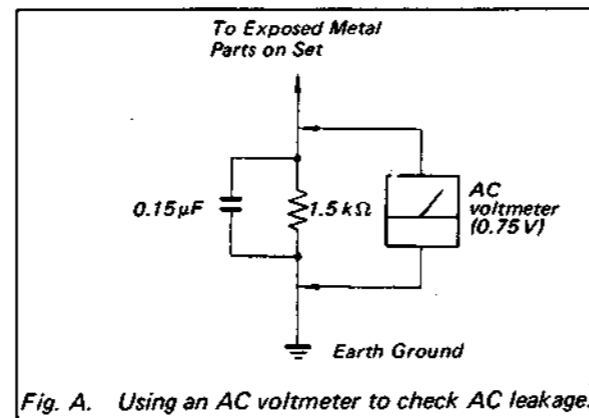 To Exposed Metal
Parts on Set
0.15μF
1.5 kΩ
AC
voltmeter
(0.75 V)
Earth Ground
Fig. A. Using an AC voltmeter to check AC leakage.